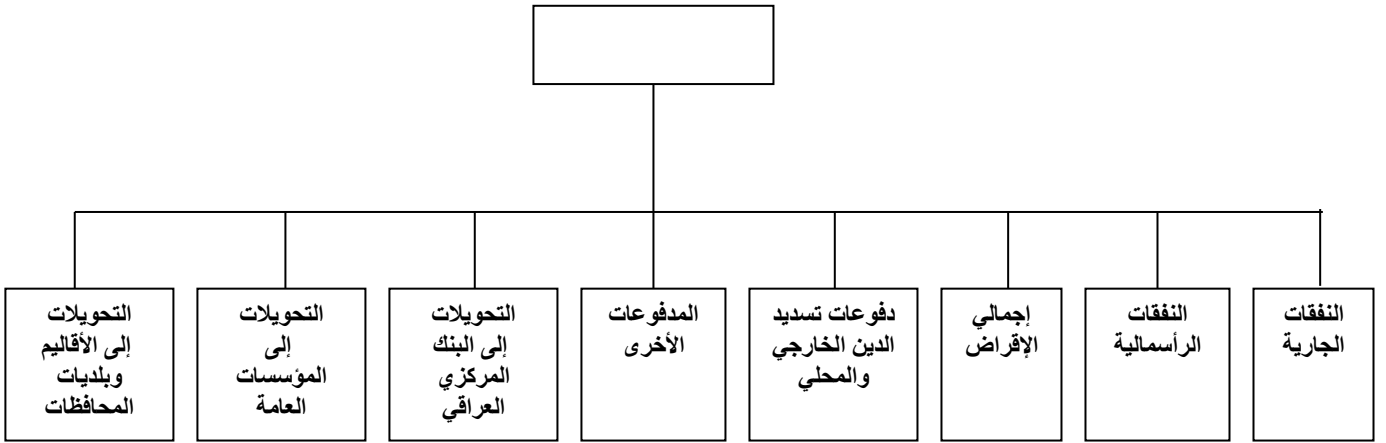 النفقات
الجارية
النفقات
الرأسمالية
إجمالي
الإقراض
دفوعات تسديد
الدين الخارجي
والمحلي
المدفوعات
الأخرى
التحويلات
إلى البنك
المركزي
العراقي
التحويلات
إلى
المؤسسات
العامة
التحويلات
إلى الأقاليم
وبلديات
المحافظات